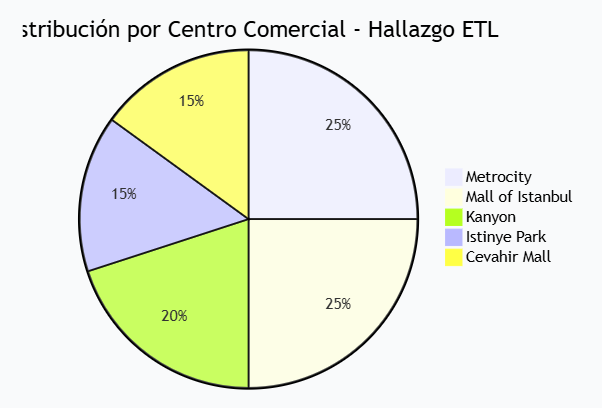 stribución por Centro Comercial - Hallazgo ETL
15%
25%
15%
20%
25%
Metrocity
Mall of Istanbul
Kanyon
Istinye Park
Cevahir Mall